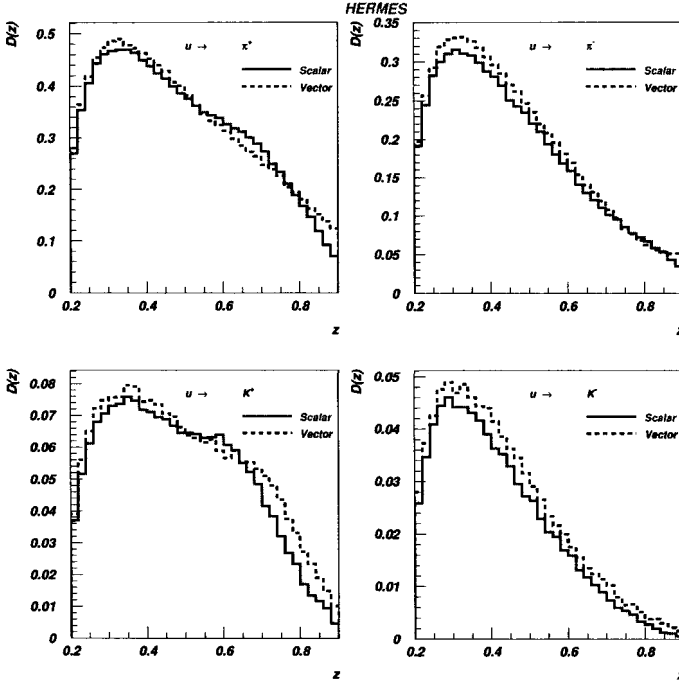 HERMES
D(z)
0.5
0.4
0.3
0.2
0.1
0
u → π⁺
Scalar
Vector
0.2
0.4
0.6
0.8
z
D(z)
0.35
0.3
0.25
0.2
0.15
0.1
0.05
0
u → π⁻
Scalar
Vector
0.2
0.4
0.6
0.8
z
D(z)
0.08
0.07
0.06
0.05
0.04
0.03
0.02
0.01
0
u → K⁺
Scalar
Vector
0.2
0.4
0.6
0.8
z
D(z)
0.05
0.04
0.03
0.02
0.01
0
u → K⁻
Scalar
Vector
0.2
0.4
0.6
0.8
z